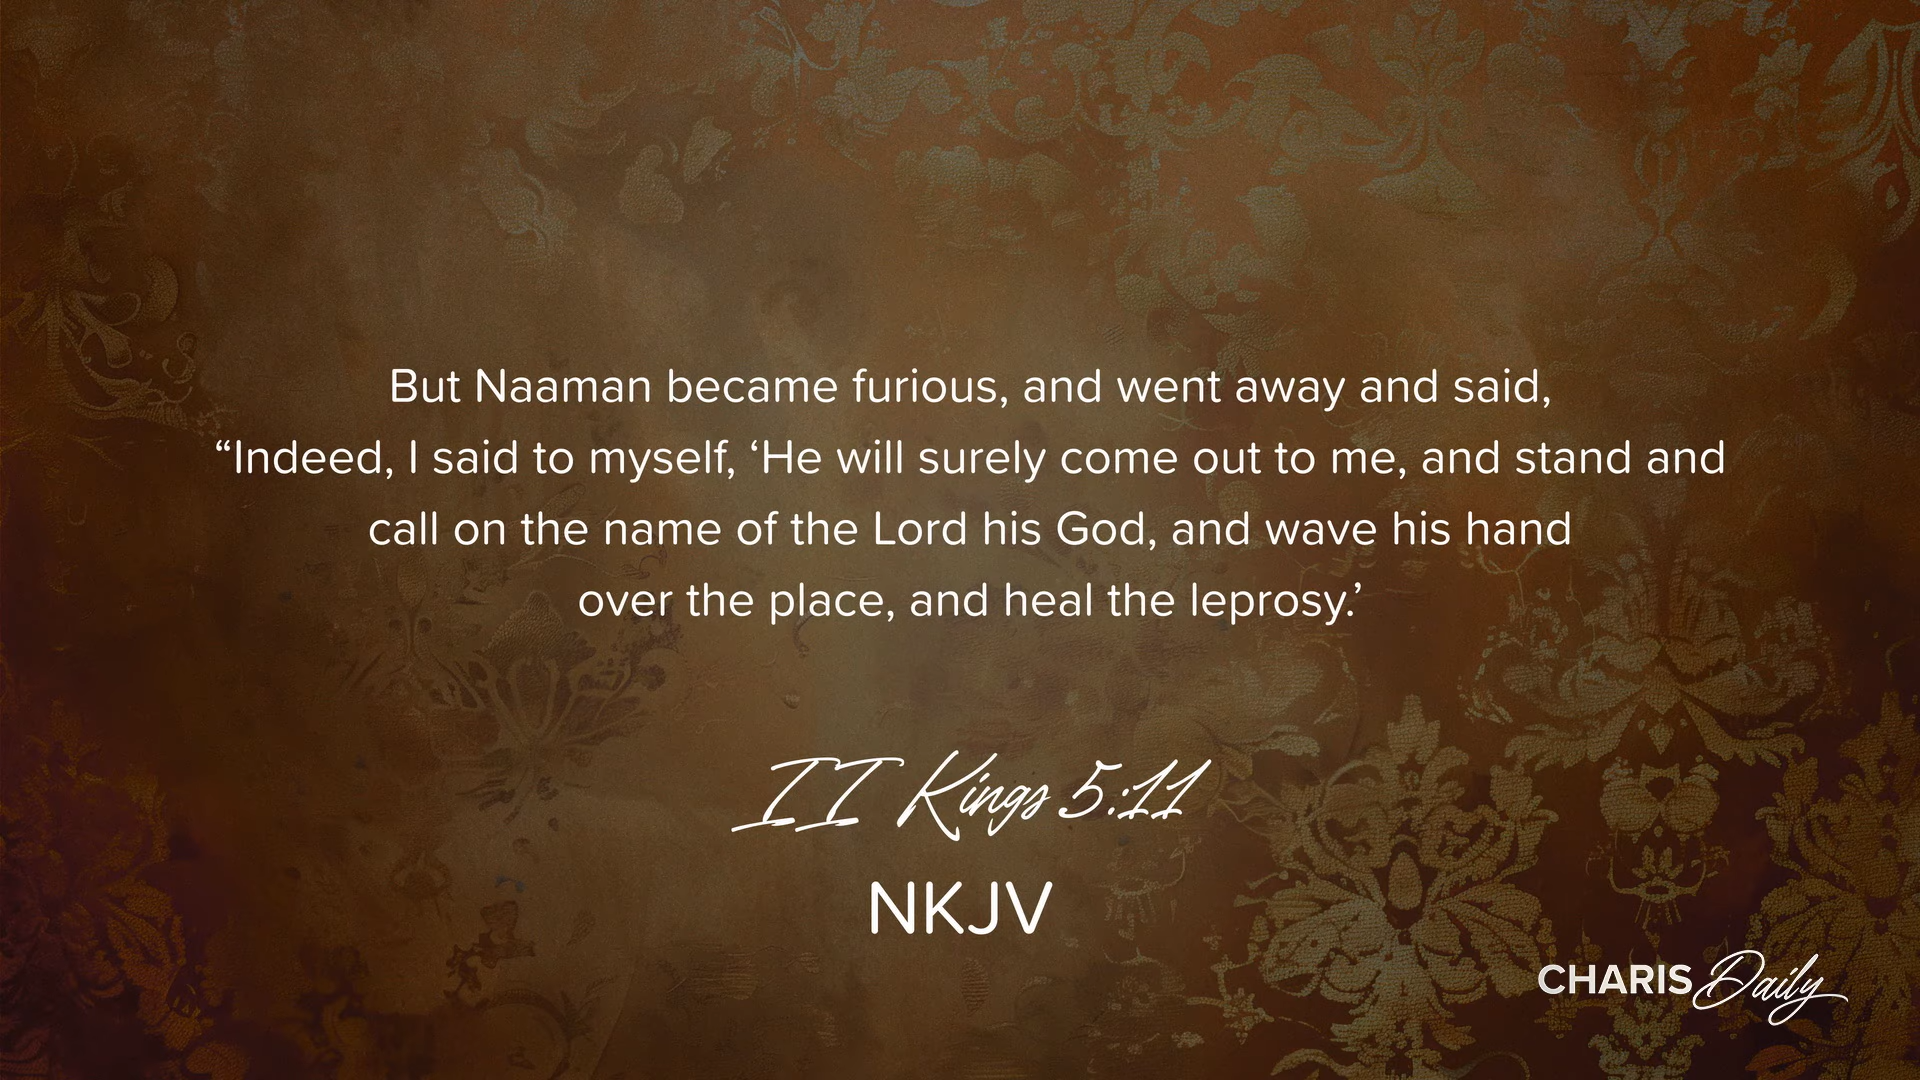 But Naaman became furious, and went away and said,
“Indeed, I said to myself, ‘He will surely come out to me, and stand and
call on the name of the Lord his God, and wave his hand
over the place, and heal the leprosy.’
II Kings 5:11
NKJV
CHARIS Daily